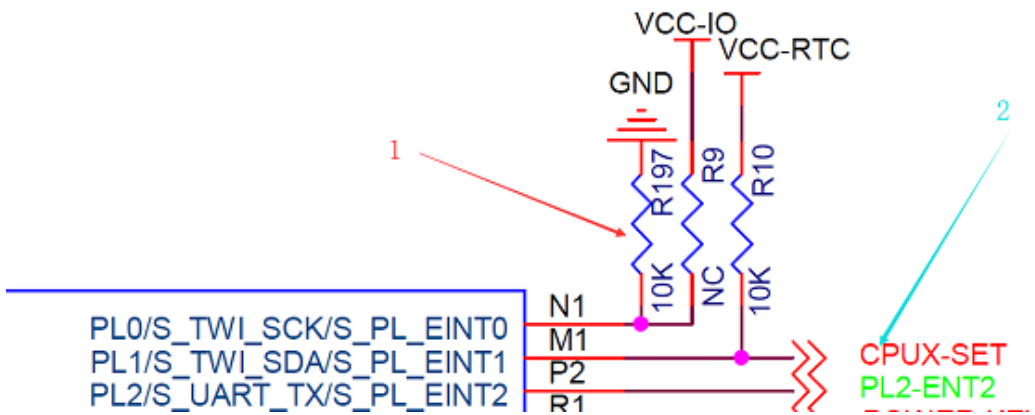 VCC-IO
VCC-RTC
GND
2
1
R197
R9
R10
10K
NC
10K
N1
PL0/S_TWI_SCK/S_PL_EINT0
M1
PL1/S_TWI_SDA/S_PL_EINT1
CPUX-SET
P2
PL2/S_UART_TX/S_PL_EINT2
PL2-ENT2
R1